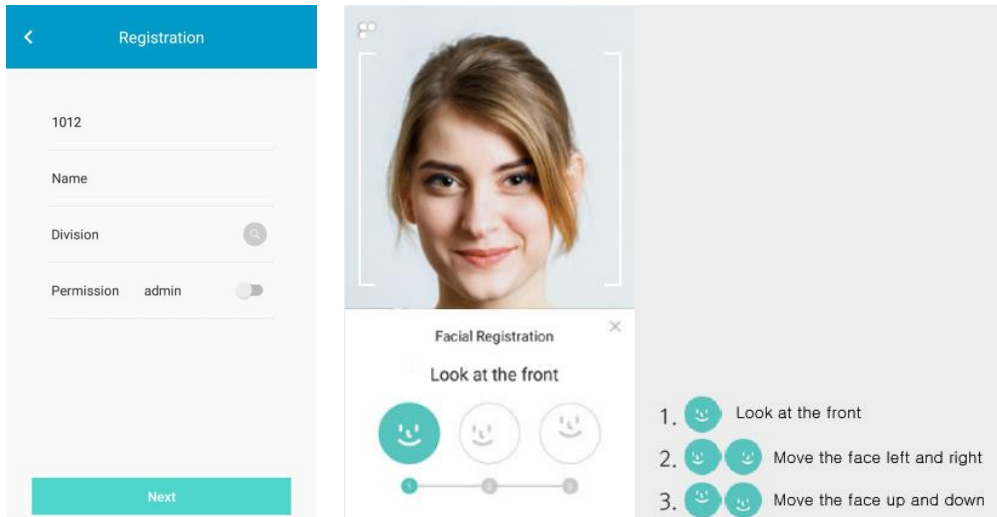 Registration
1012
Name
Division
Permission admin
Next
Facial Registration
Look at the front
1
2
3
1. Look at the front
2. Move the face left and right
3. Move the face up and down